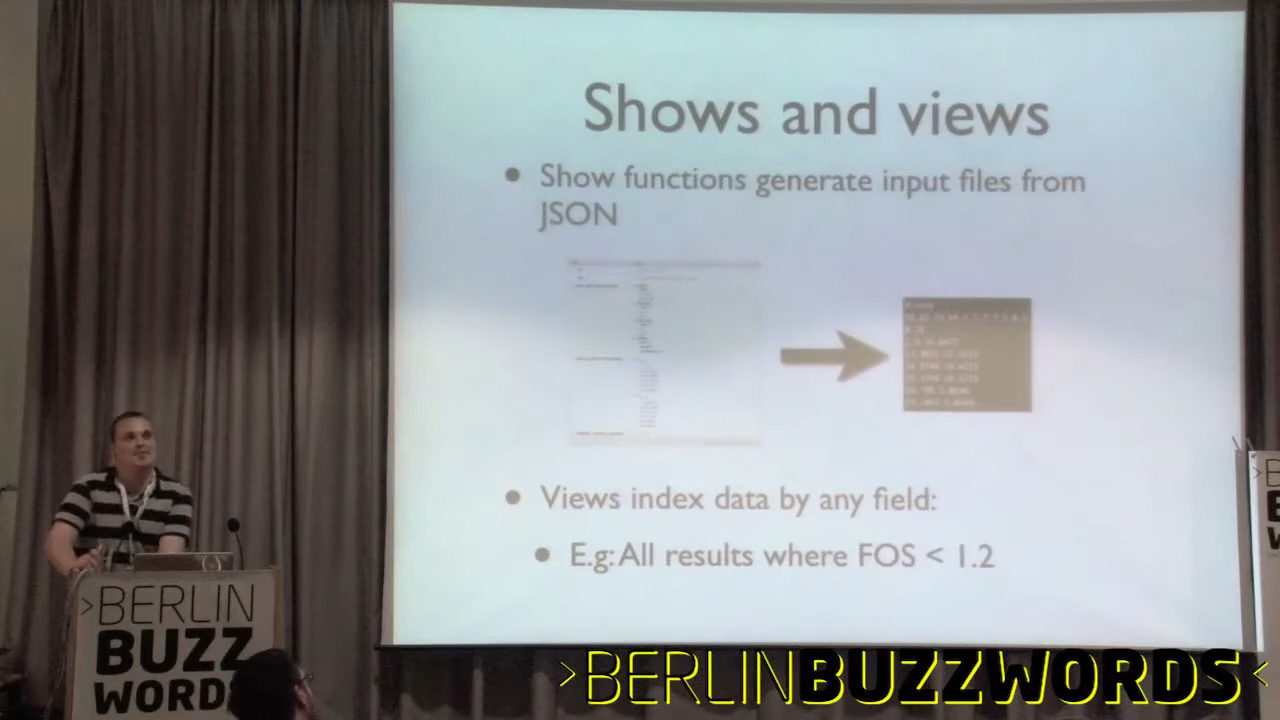 Shows and views
• Show functions generate input files from
JSON
• Views index data by any field:
• E.g: All results where FOS < 1.2
>BERLIN
BUZZ
WORDS
>BERLINBUZZWORDS<